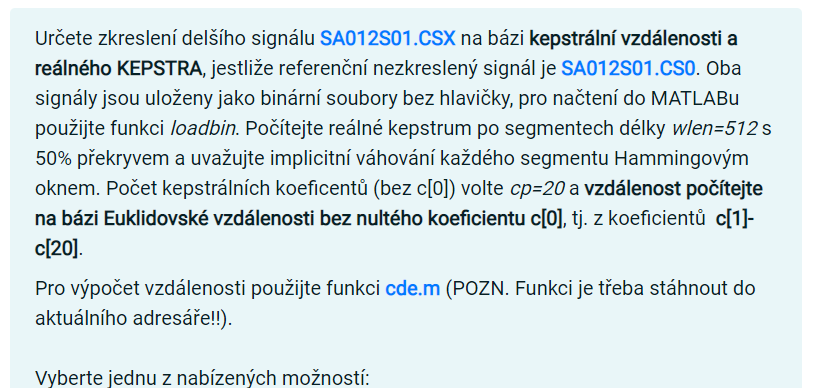 Určete zkreslení delšího signálu SA012S01.CSX na bázi kepstrální vzdálenosti a
reálného KEPSTRA, jestliže referenční nezkreslený signál je SA012S01.CS0. Oba
signály jsou uloženy jako binární soubory bez hlavičky, pro načtení do MATLABu
použijte funkci loadbin. Počítejte reálné kepstrum po segmentech délky wlen=512 s
50% překryvem a uvažujte implicitní váhování každého segmentu Hammingovým
oknem. Počet kepstrálních koeficentů (bez c[0]) volte cp=20 a vzdálenost počítejte
na bázi Euklidovské vzdálenosti bez nultého koeficientu c[0], tj. z koeficientů c[1]-
c[20].
Pro výpočet vzdálenosti použijte funkci cde.m (POZN. Funkci je třeba stáhnout do
aktuálního adresáře!!).
Vyberte jednu z nabízených možností: